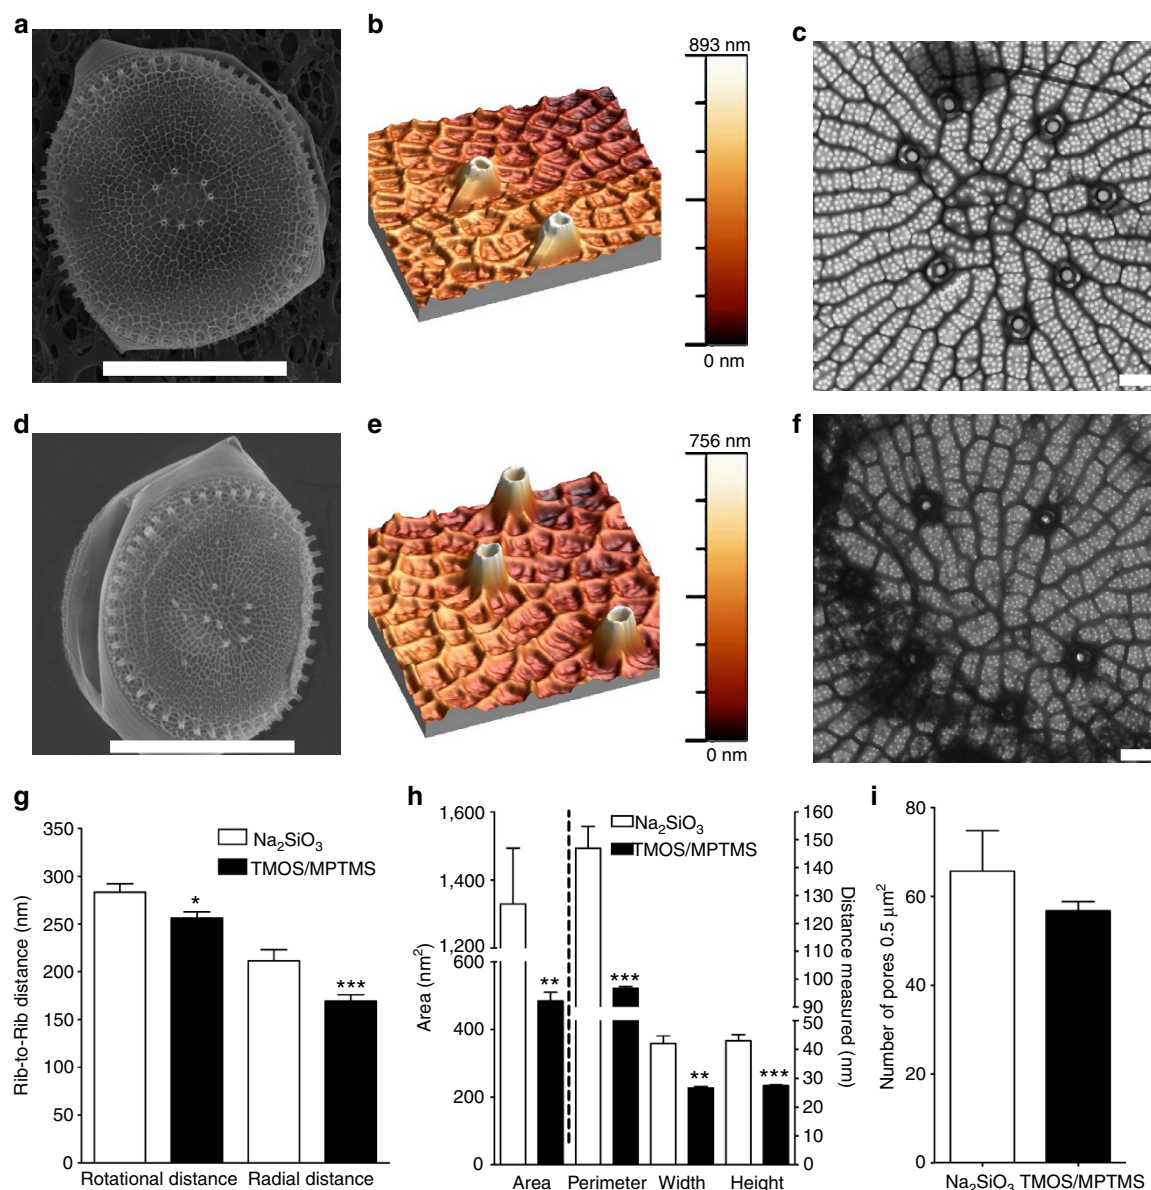 a
b
893 nm
0 nm
c
d
e
756 nm
0 nm
f
g
Rib-to-Rib distance (nm)
350
300
250
200
150
100
50
0
Na₂SiO₃
TMOS/MPTMS
*
***
Rotational distance
Radial distance
h
Area (nm²)
1,600
1,400
1,200
600
400
200
0
Na₂SiO₃
TMOS/MPTMS
**
***
**
***
160
150
140
130
120
110
100
90
50
40
30
20
10
0
Distance measured (nm)
Area
Perimeter
Width
Height
i
Number of pores 0.5 μm²
80
60
40
20
0
Na₂SiO₃ TMOS/MPTMS